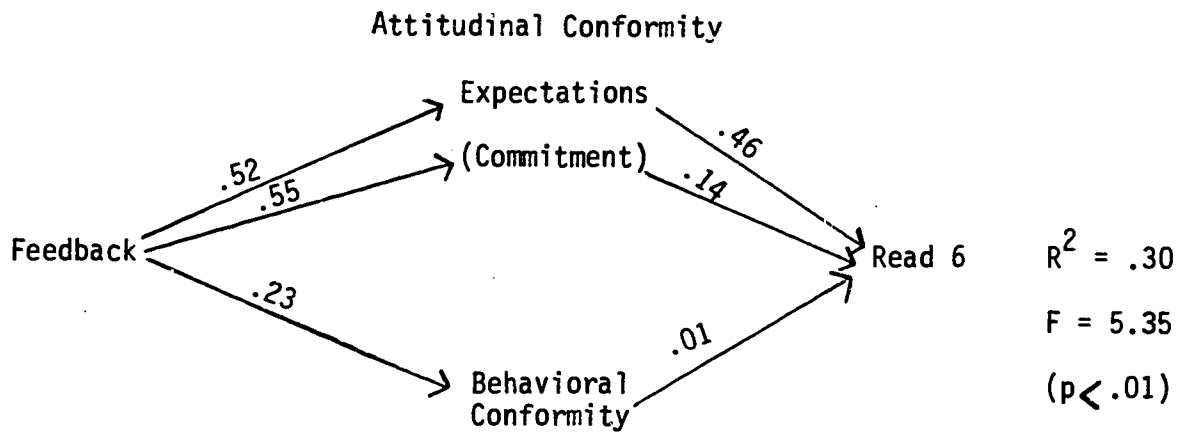 Attitudinal Conformity
Expectations
(Commitment)
.46
.14
.52
.55
Feedback
.23
Read 6
R² = .30
F = 5.35
(p< .01)
.01
Behavioral
Conformity